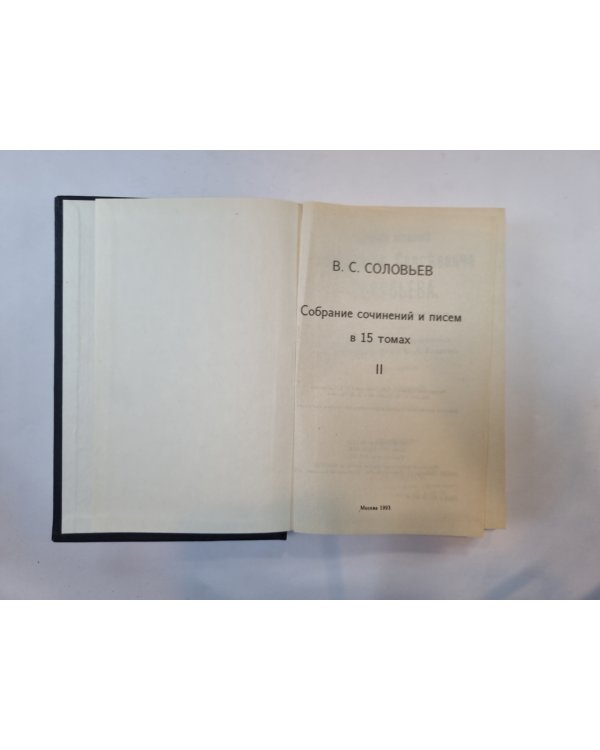 В. С. СОЛОВЬЕВ
Собрание сочинений и писем
в 15 томах
II
Москва 1993